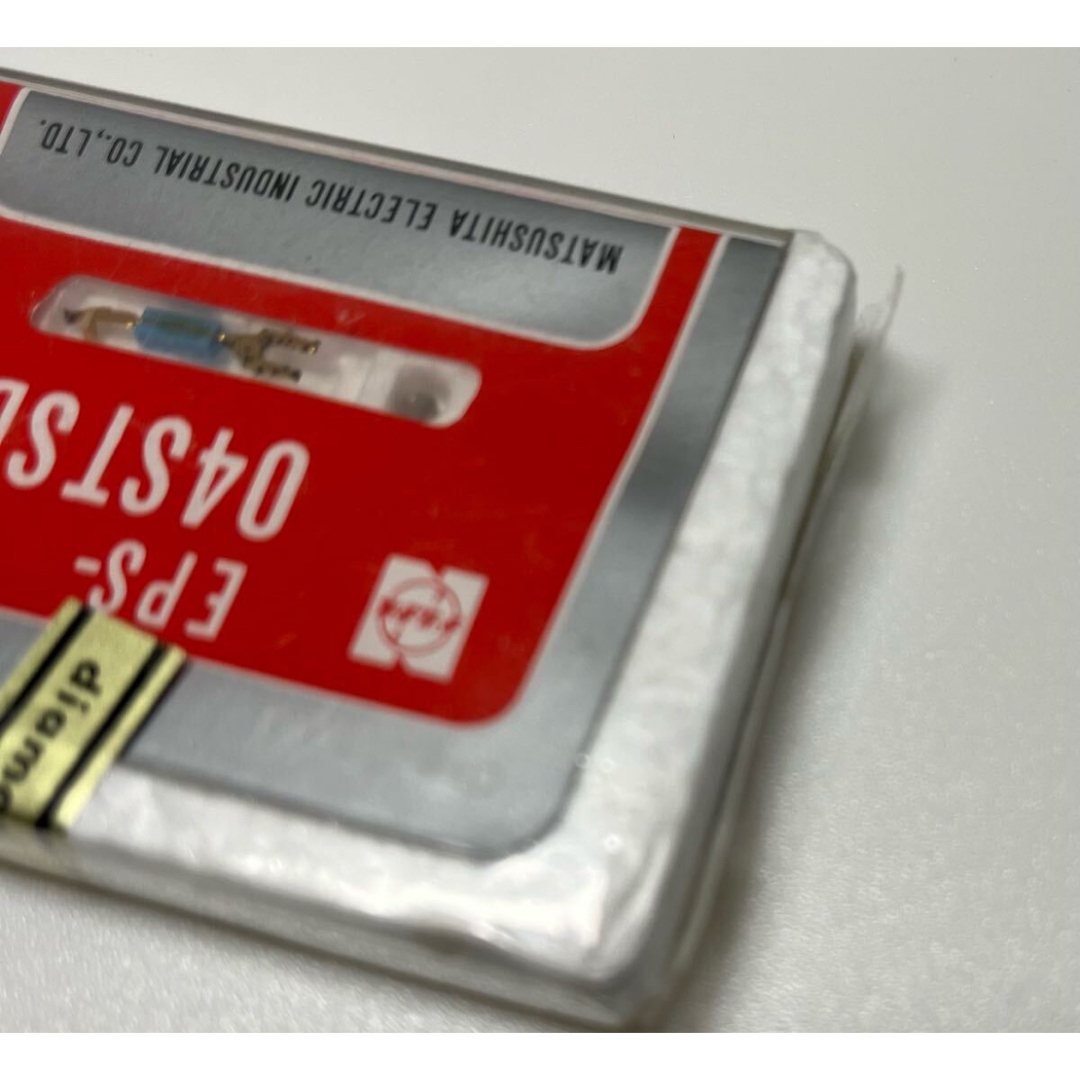 EPS-
04STS
diamo
MATSUSHITA ELECTRIC INDUSTRIAL CO.,LTD.